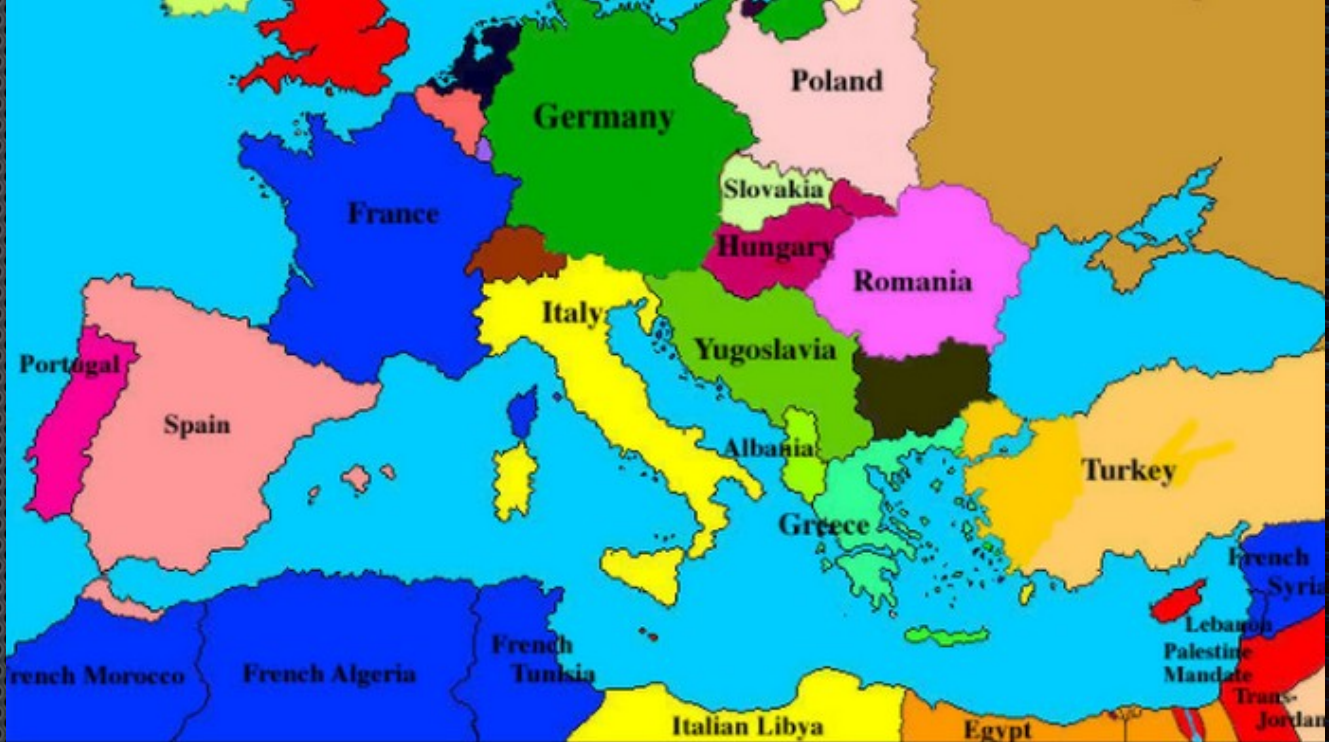 Poland
Germany
Slovakia
France
Hungary
Romania
Italy
Yugoslavia
Portugal
Spain
Albania
Turkey
Greece
French
Syria
Lebanon
Palestine
Mandate
French
Tunisia
rench Morocco
French Algeria
Trans-
Jordan
Italian Libya
Egypt